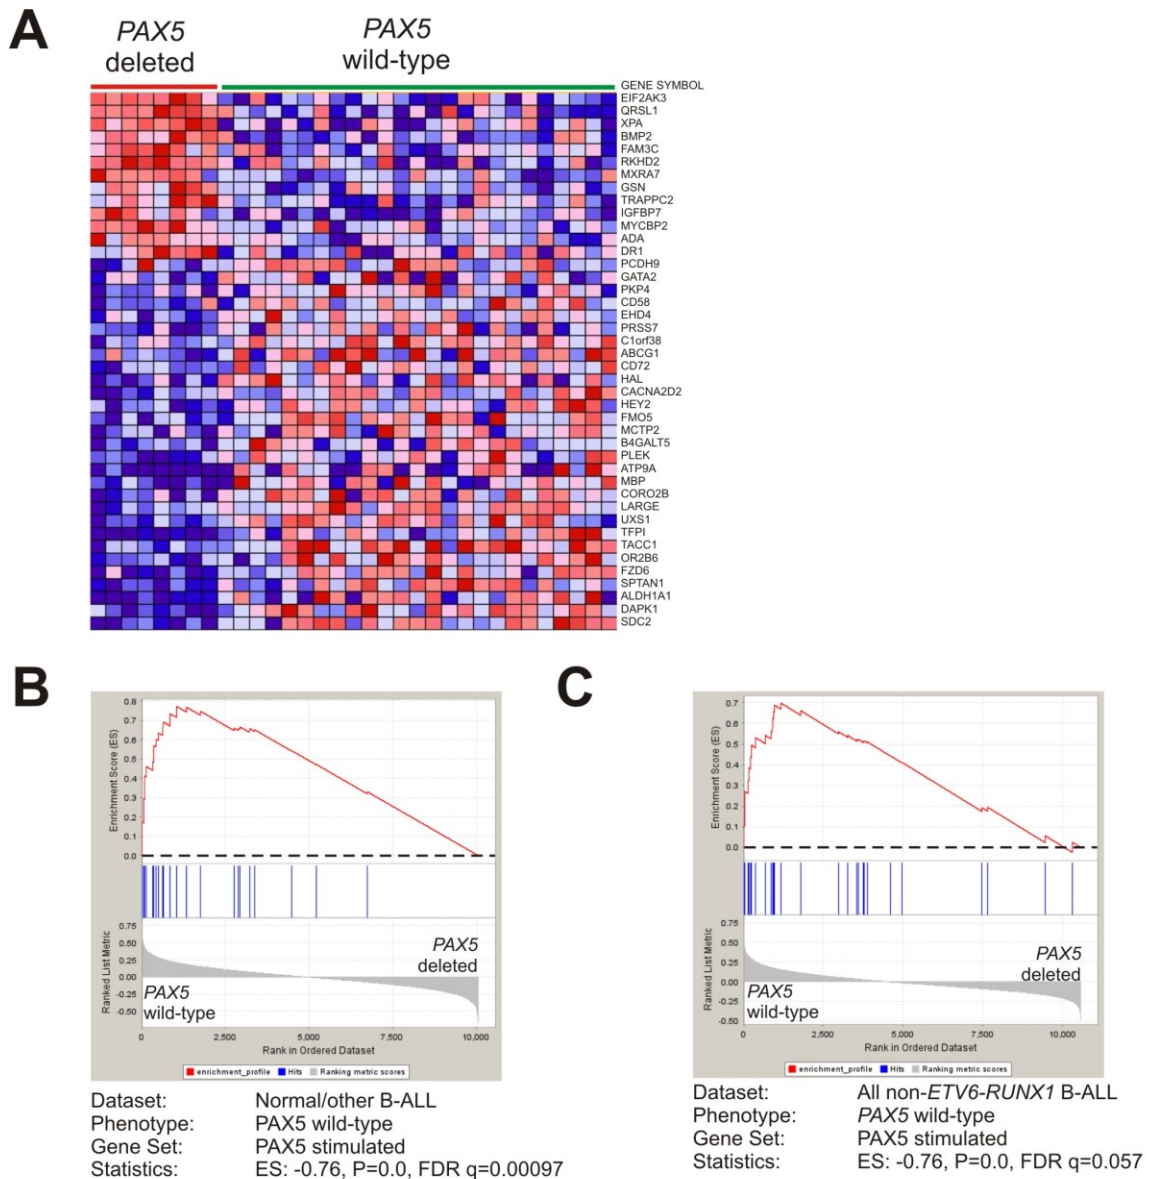 A
PAX5
deleted
PAX5
wild-type
GENE SYMBOL
EIF2AK3
QRSL1
XPA
BMP2
FAM3C
RKHD2
MXRA7
GSN
TRAPPC2
IGFBP7
MYCBP2
ADA
DR1
PCDH9
GATA2
PKP4
CD58
EHD4
PRSS7
C1orf38
ABCG1
CD72
HAL
CACNA2D2
HEY2
FMO5
MCTP2
B4GALT5
PLEK
ATP9A
MBP
CORO2B
LARGE
UXS1
TFPI
TACC1
OR2B6
FZD6
SPTAN1
ALDH1A1
DAPK1
SDC2
B
Enrichment Score (ES)
0.8
0.7
0.6
0.5
0.4
0.3
0.2
0.1
0.0
Ranked List Metric
0.75
0.50
0.25
0.00
-0.25
-0.50
PAX5
deleted
PAX5
wild-type
0 2,500 5,000 7,500 10,000
Rank in Ordered Dataset
enrichment_profile Hits Ranking metric scores
Dataset: Normal/other B-ALL
Phenotype: PAX5 wild-type
Gene Set: PAX5 stimulated
Statistics: ES: -0.76, P=0.0, FDR q=0.00097
C
Enrichment Score (ES)
0.7
0.6
0.5
0.4
0.3
0.2
0.1
0.0
Ranked List Metric
0.75
0.50
0.25
0.00
-0.25
-0.50
PAX5
deleted
PAX5
wild-type
0 2,500 5,000 7,500 10,000
Rank in Ordered Dataset
enrichment_profile Hits Ranking metric scores
Dataset: All non-ETV6-RUNX1 B-ALL
Phenotype: PAX5 wild-type
Gene Set: PAX5 stimulated
Statistics: ES: -0.76, P=0.0, FDR q=0.057